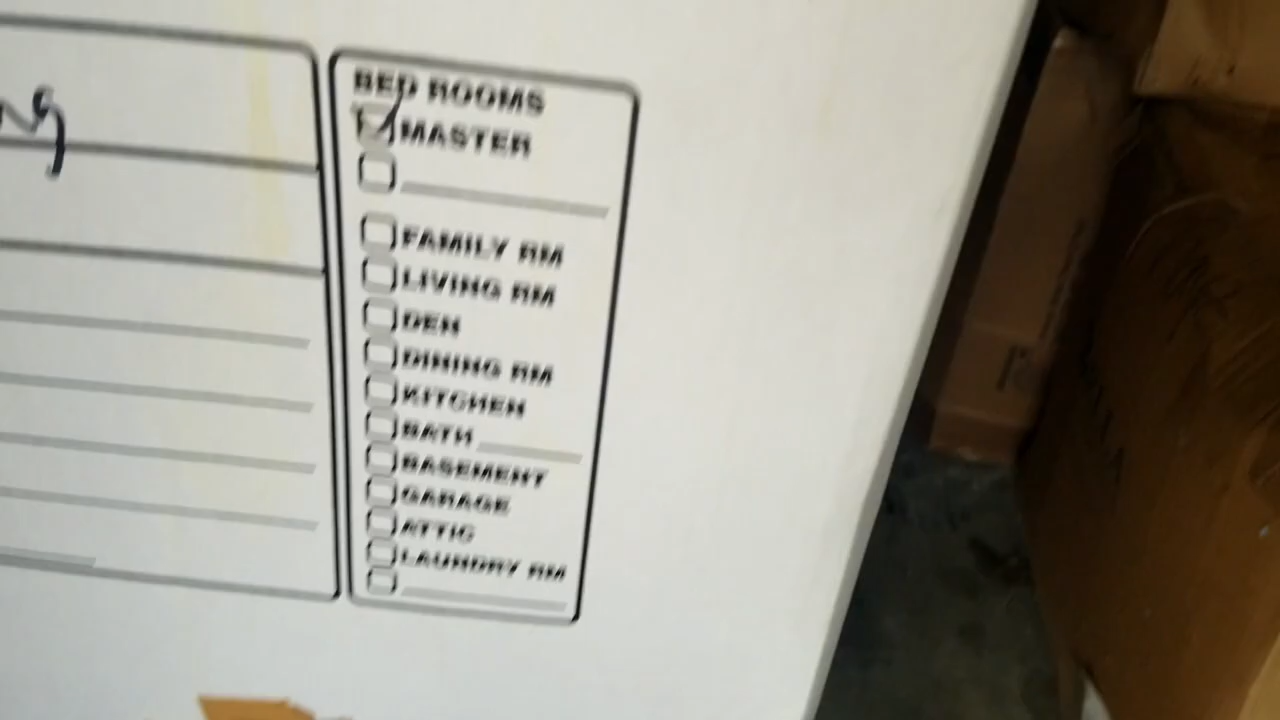 BED ROOMS
MASTER
FAMILY RM
LIVING RM
DEN
DINING RM
KITCHEN
BATH
BASEMENT
GARAGE
ATTIC
LAUNDRY RM